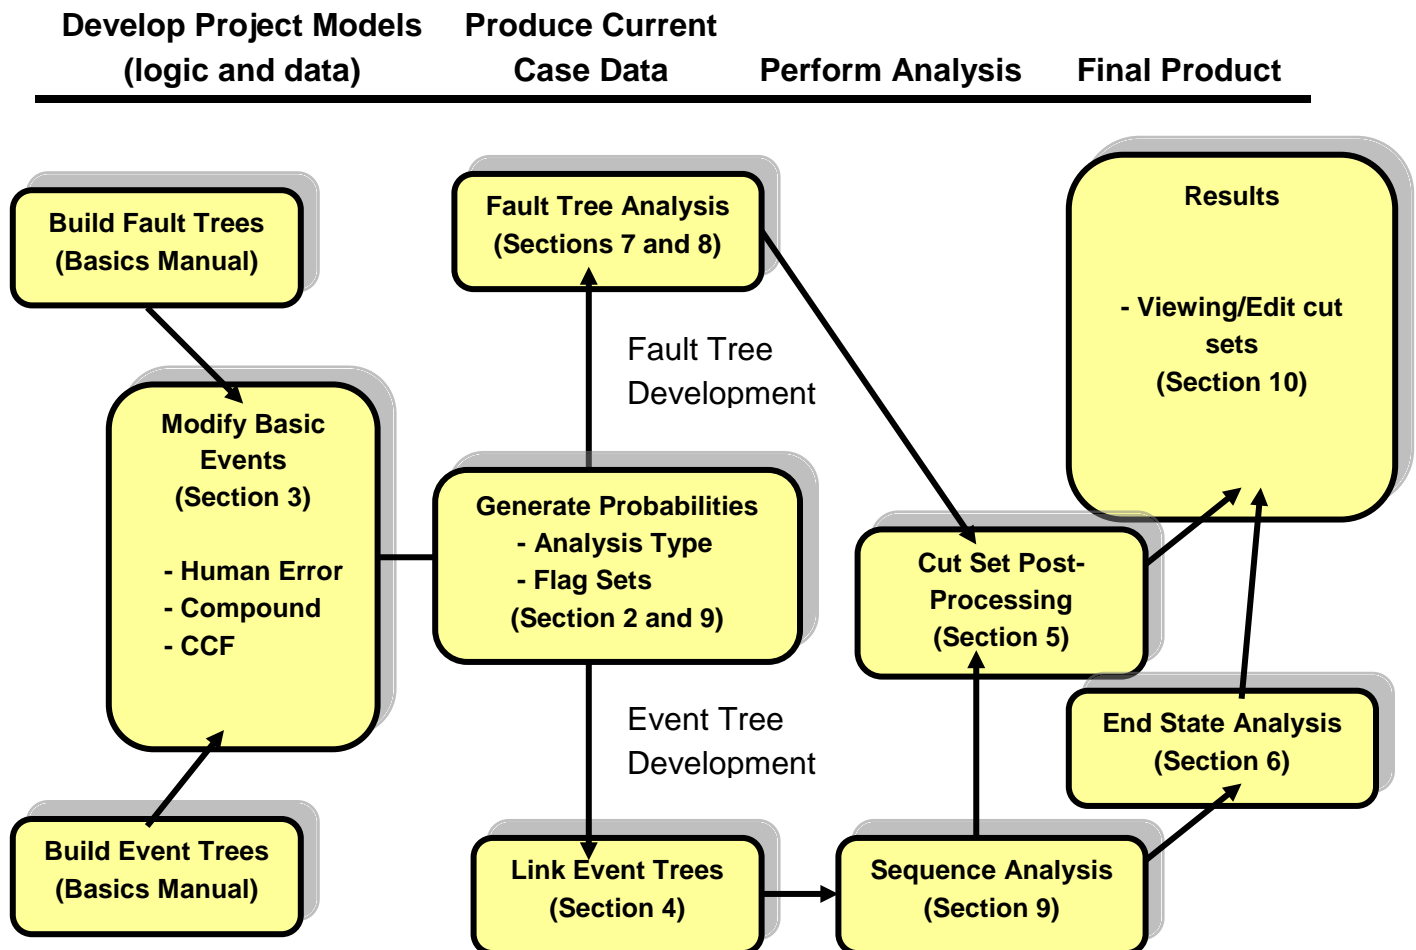 Develop Project Models
(logic and data)
Produce Current
Case Data
Perform Analysis
Final Product
Build Fault Trees
(Basics Manual)
Modify Basic
Events
(Section 3)
- Human Error
- Compound
- CCF
Build Event Trees
(Basics Manual)
Fault Tree Analysis
(Sections 7 and 8)
Fault Tree
Development
Generate Probabilities
- Analysis Type
- Flag Sets
(Section 2 and 9)
Event Tree
Development
Link Event Trees
(Section 4)
Cut Set Post-
Processing
(Section 5)
Sequence Analysis
(Section 9)
Results
- Viewing/Edit cut
sets
(Section 10)
End State Analysis
(Section 6)